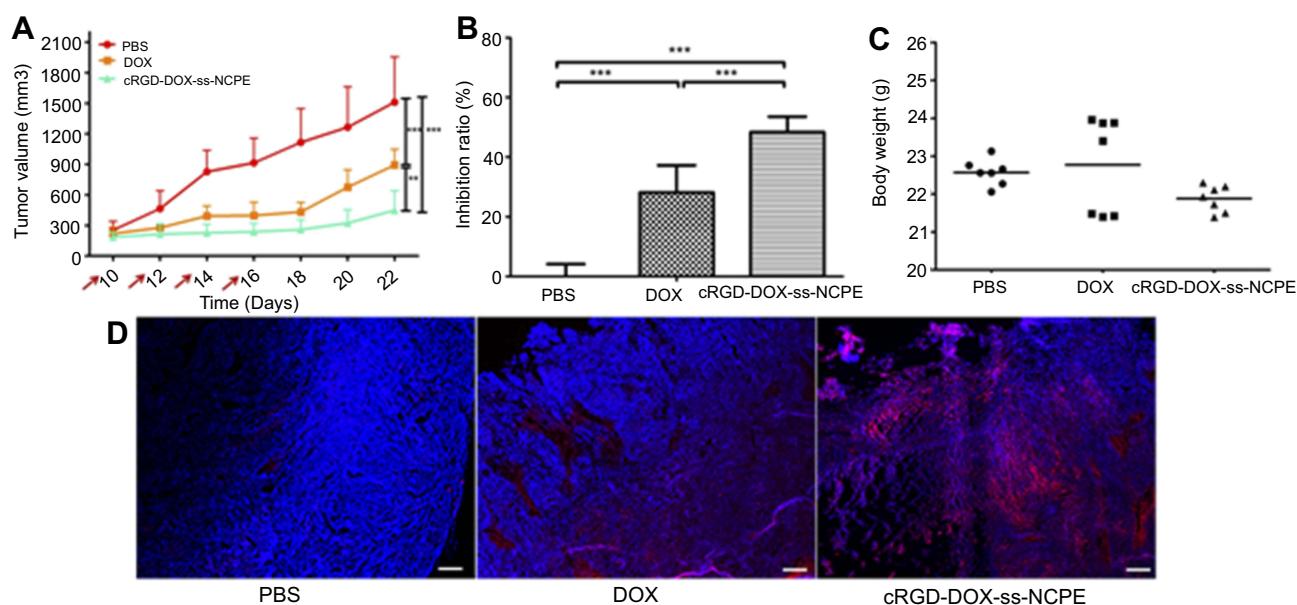 A
Tumor valume (mm3)
2100
1800
1500
1200
900
600
300
0
PBS
DOX
cRGD-DOX-ss-NCPE
*** ***
**
10 12 14 16 18 20 22
Time (Days)
B
Inhibition ratio (%)
80
60
40
20
0
***
*** ***
PBS DOX cRGD-DOX-ss-NCPE
C
Body weight (g)
26
25
24
23
22
21
20
PBS DOX cRGD-DOX-ss-NCPE
D
PBS DOX cRGD-DOX-ss-NCPE